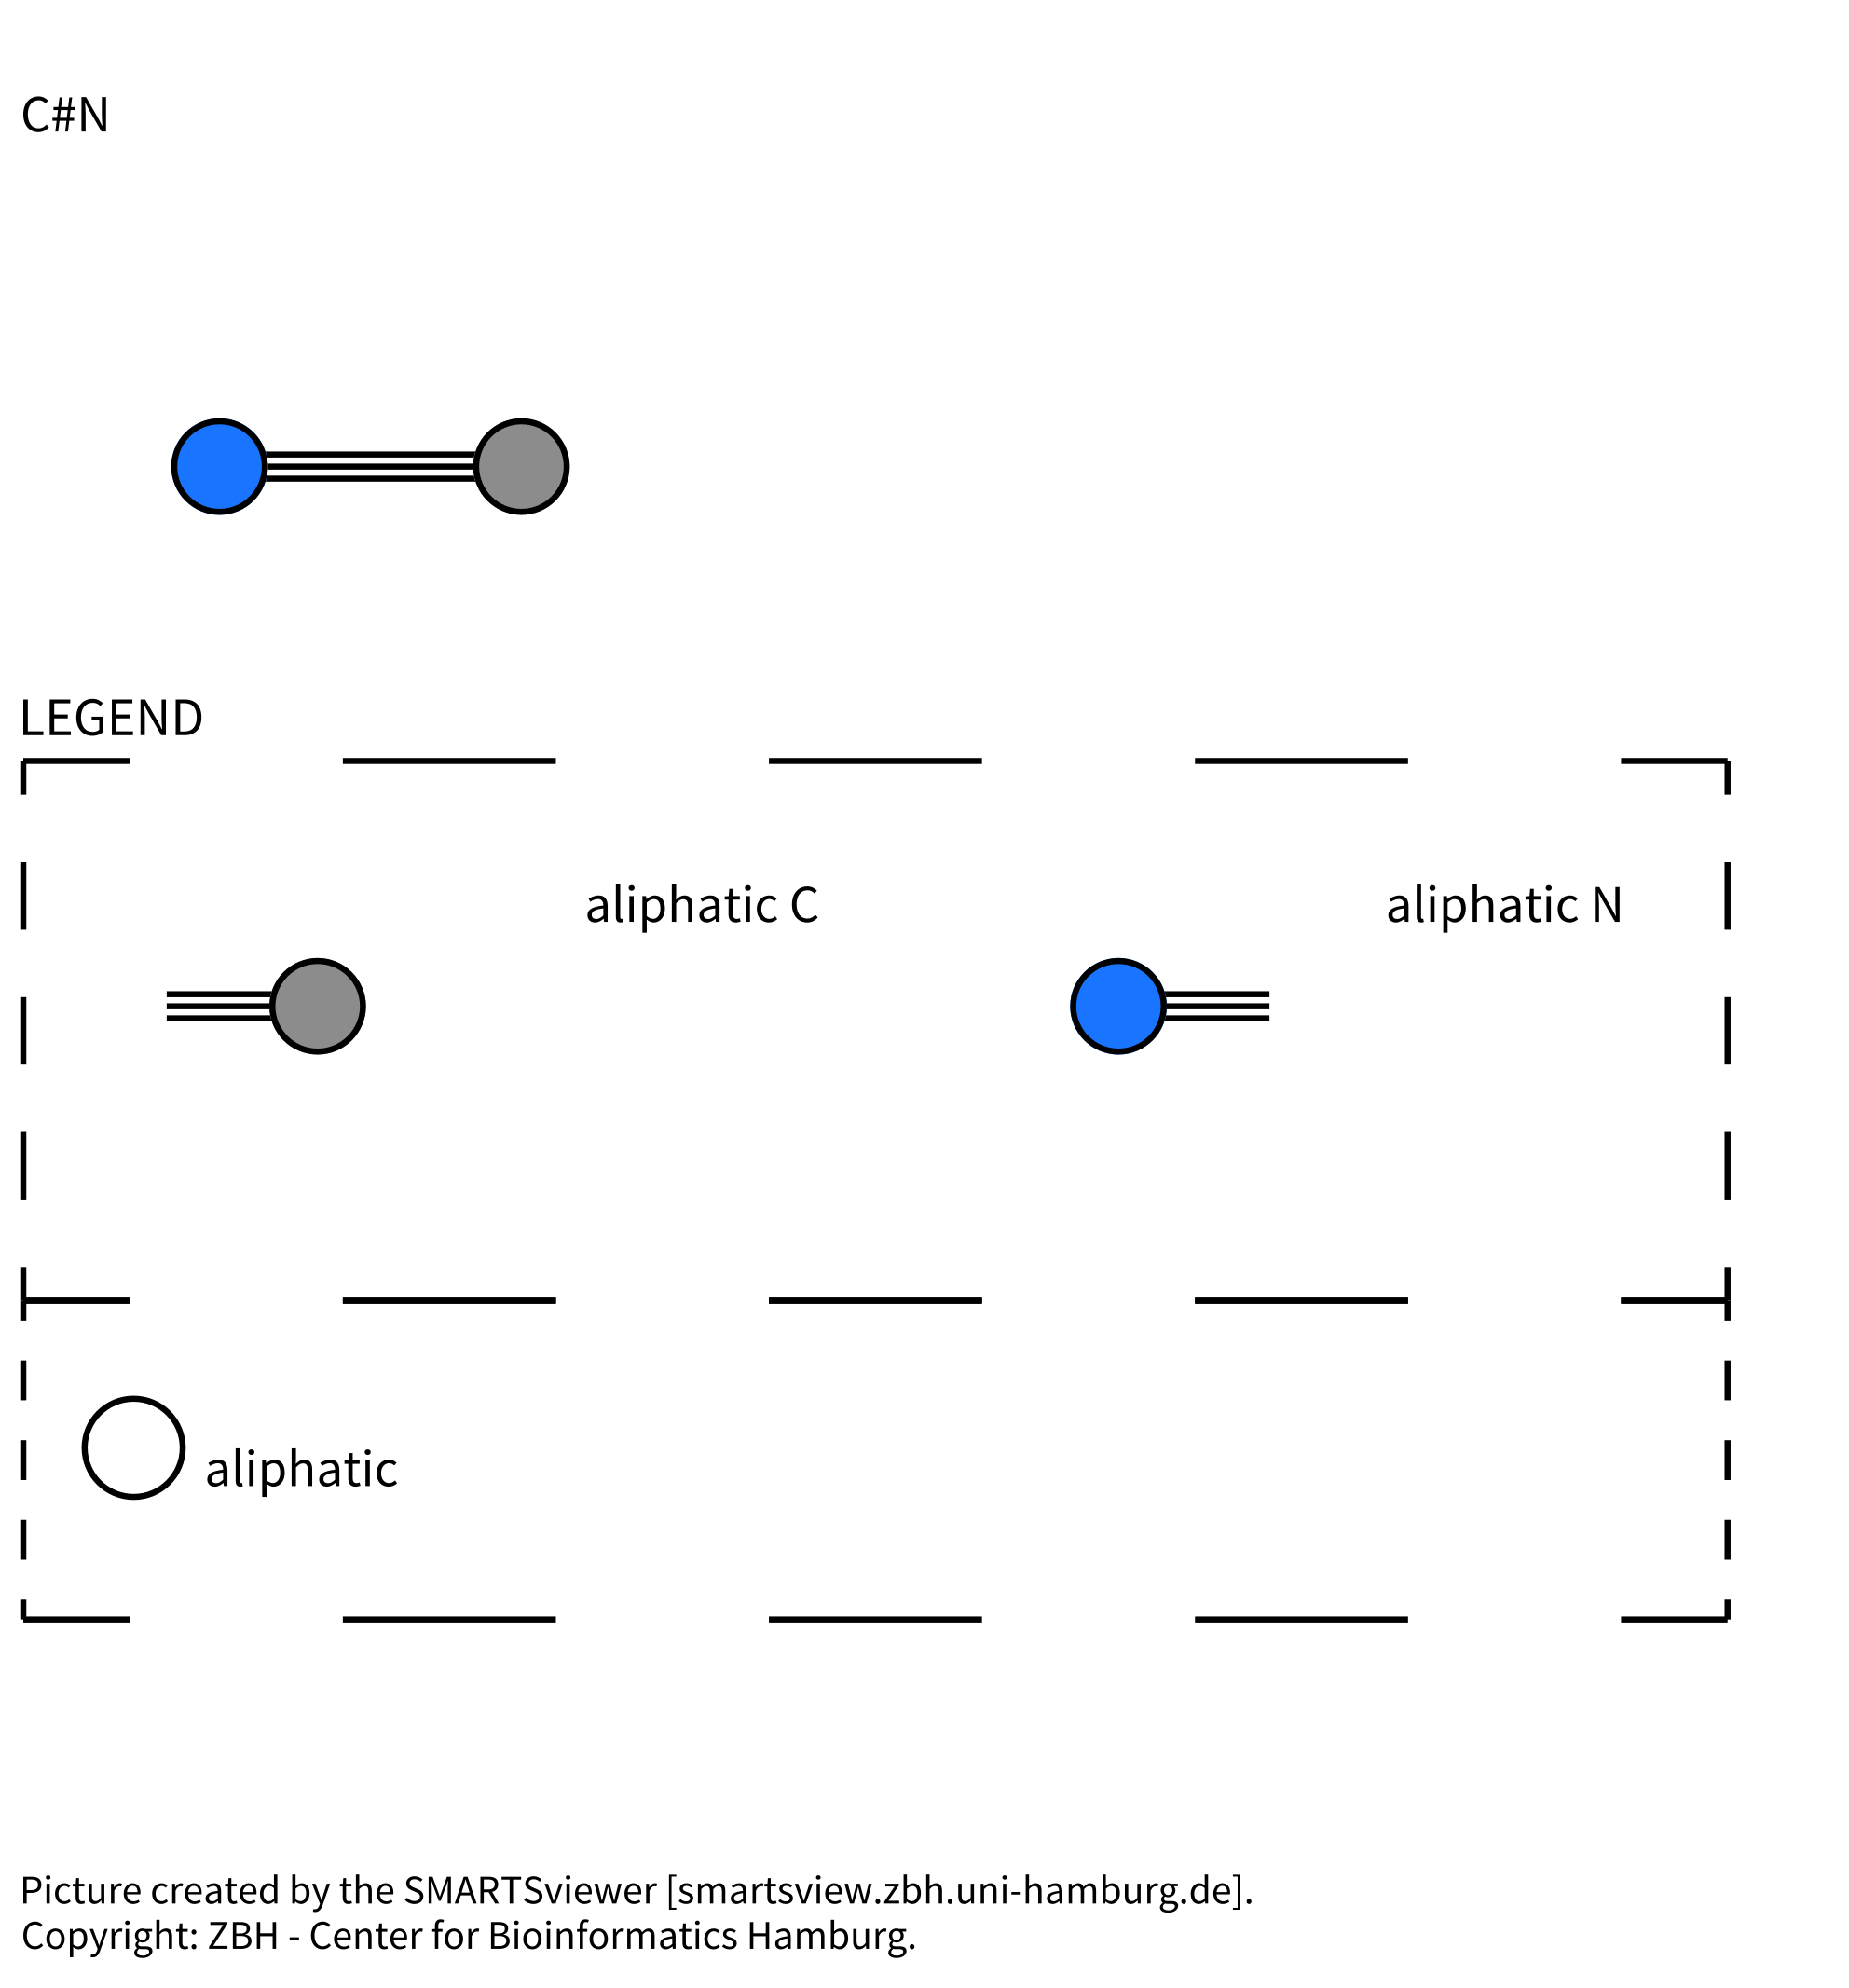 C#N
LEGEND
aliphatic C
aliphatic N
aliphatic
Picture created by the SMARTSviewer [smartsview.zbh.uni-hamburg.de].
Copyright: ZBH - Center for Bioinformatics Hamburg.